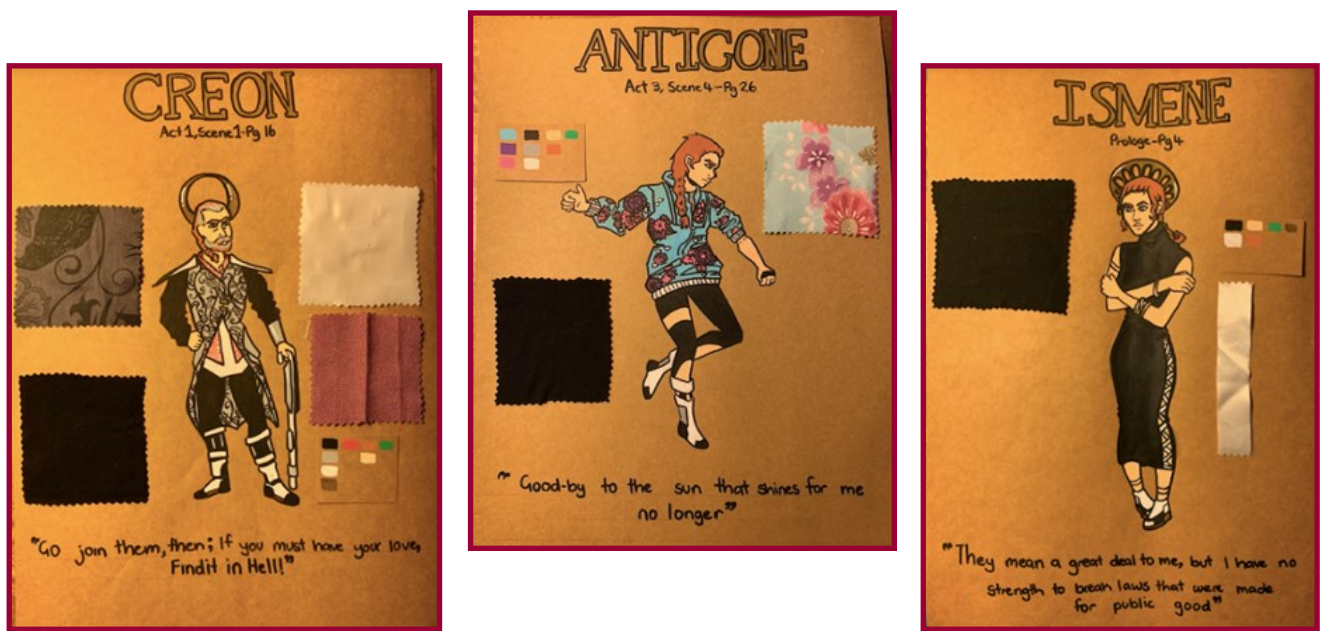 CREON
Act 1, Scene 1-Pg 16
"Go join them, then; If you must have your love,
Findit in Hell!"
ANTIGONE
Act 3, Scene 4-Pg 26
"Good-by to the sun that shines for me
no longer"
ISMENE
Prologe-Pg 4
"They mean a great deal to me, but I have no
strength to break laws that were made
for public good"